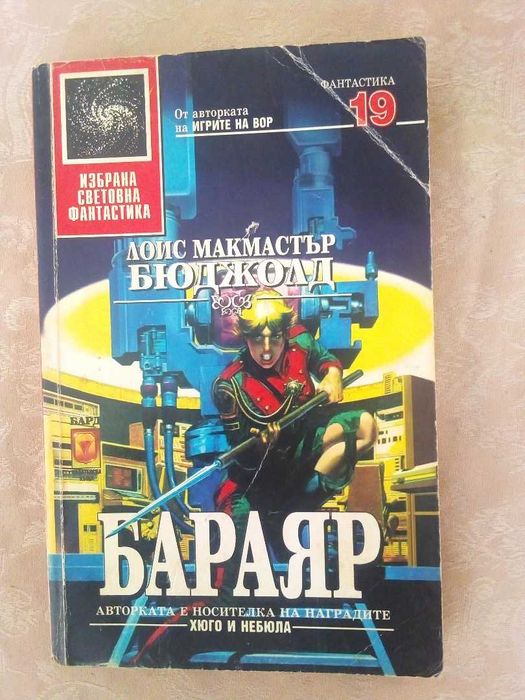 ФАНТАСТИКА
19
От авторката
на ИГРИТЕ НА ВОР
ИЗБРАНА
СВЕТОВНА
ФАНТАСТИКА
ЛОИС МАКМАСТЪР
БЮДЖОЛД
БАРД
БАРАЯР
АВТОРКАТА Е НОСИТЕЛКА НА НАГРАДИТЕ
ХЮГО И НЕБЮЛА